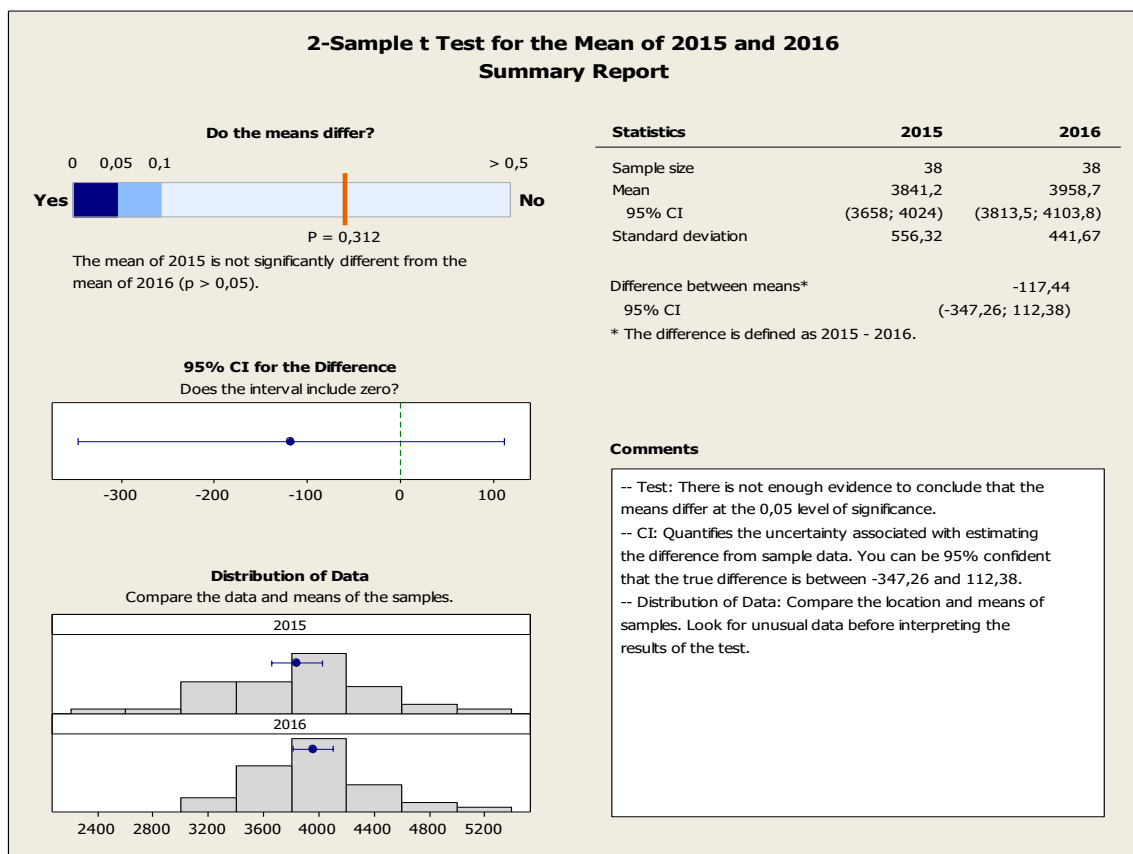 2-Sample t Test for the Mean of 2015 and 2016
Summary Report
Do the means differ?
0 0,05 0,1 > 0,5
Yes No
P = 0,312
The mean of 2015 is not significantly different from the
mean of 2016 (p > 0,05).
Statistics 2015 2016
Sample size 38 38
Mean 3841,2 3958,7
95% CI (3658; 4024) (3813,5; 4103,8)
Standard deviation 556,32 441,67
Difference between means* -117,44
95% CI (-347,26; 112,38)
* The difference is defined as 2015 - 2016.
95% CI for the Difference
Does the interval include zero?
-300 -200 -100 0 100
Distribution of Data
Compare the data and means of the samples.
2015
2016
2400 2800 3200 3600 4000 4400 4800 5200
Comments
-- Test: There is not enough evidence to conclude that the
means differ at the 0,05 level of significance.
-- CI: Quantifies the uncertainty associated with estimating
the difference from sample data. You can be 95% confident
that the true difference is between -347,26 and 112,38.
-- Distribution of Data: Compare the location and means of
samples. Look for unusual data before interpreting the
results of the test.